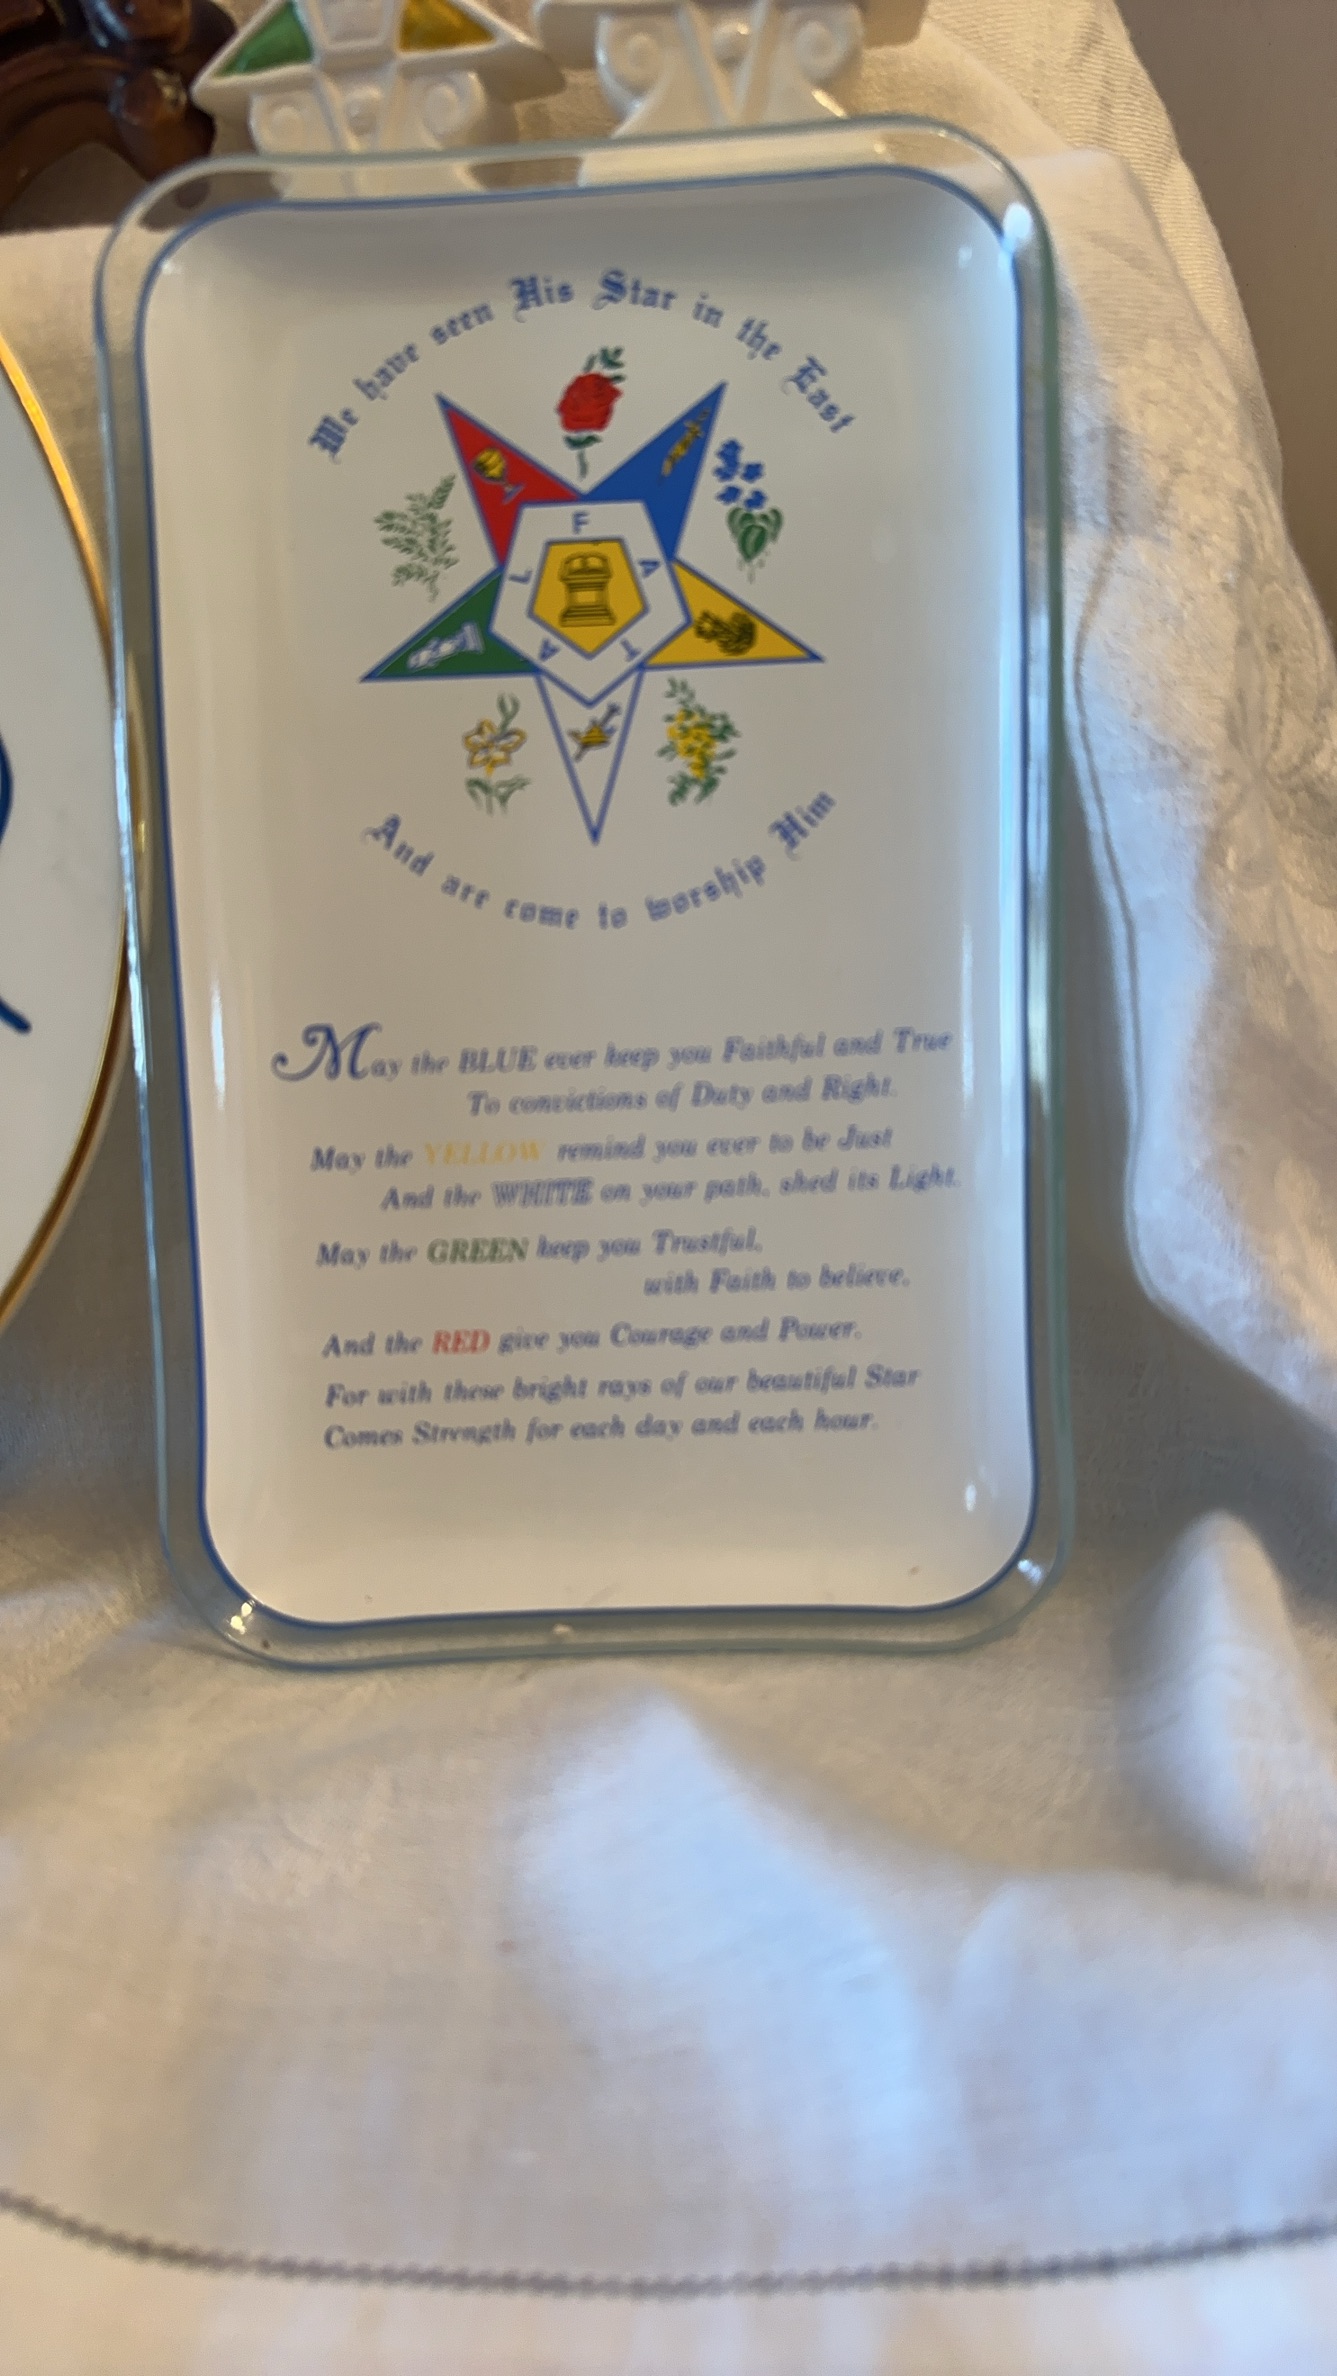 We have seen His Star in the East
F
A
T
A
L
And are come to worship Him
May the BLUE ever keep you Faithful and True
To convictions of Duty and Right.
May the YELLOW remind you ever to be Just
And the WHITE on your path, shed its Light.
May the GREEN keep you Trustful,
with Faith to believe.
And the RED give you Courage and Power.
For with these bright rays of our beautiful Star
Comes Strength for each day and each hour.